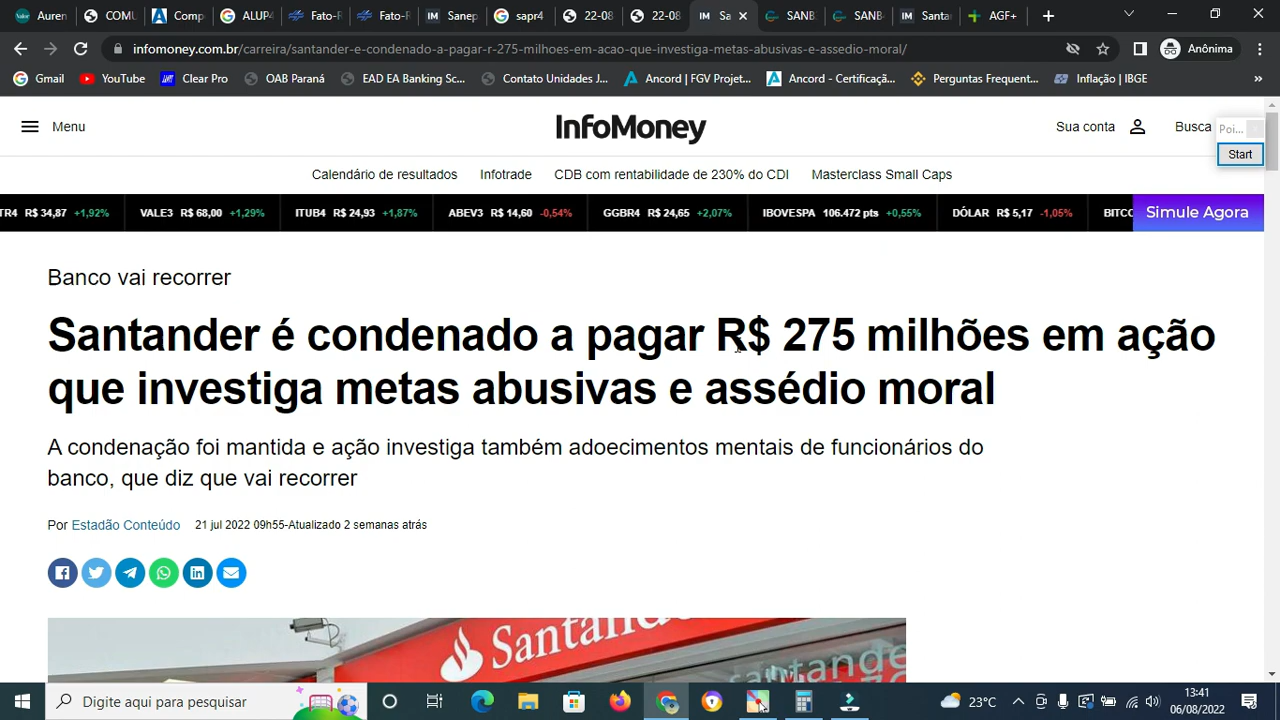 Auren
COMU
Comp
ALUP4
Fato-R
Fato-R
Cenep
sapr4
22-08
22-08
San
SANB
SANB
Santa
AGF+
infomoney.com.br/carreira/santander-e-condenado-a-pagar-r-275-milhoes-em-acao-que-investiga-metas-abusivas-e-assedio-moral/
Anônima
Gmail
YouTube
Clear Pro
OAB Paraná
EAD EA Banking Sc...
Contato Unidades J...
Ancord | FGV Projet...
Ancord - Certificaçã...
Perguntas Frequent...
Inflação | IBGE
Menu
InfoMoney
Sua conta
Busca
Poi...
Start
Calendário de resultados
Infotrade
CDB com rentabilidade de 230% do CDI
Masterclass Small Caps
TR4 R$ 34,87 +1,92%
VALE3 R$ 68,00 +1,29%
ITUB4 R$ 24,93 +1,87%
ABEV3 R$ 14,60 -0,54%
GGBR4 R$ 24,65 +2,07%
IBOVESPA 106.472 pts +0,55%
DÓLAR R$ 5,17 -1,05%
BITC
Simule Agora
Banco vai recorrer
Santander é condenado a pagar R$ 275 milhões em ação
que investiga metas abusivas e assédio moral
A condenação foi mantida e ação investiga também adoecimentos mentais de funcionários do
banco, que diz que vai recorrer
Por Estadão Conteúdo
21 jul 2022 09h55-Atualizado 2 semanas atrás
Santander
santander
Digite aqui para pesquisar
23°C
13:41
06/08/2022